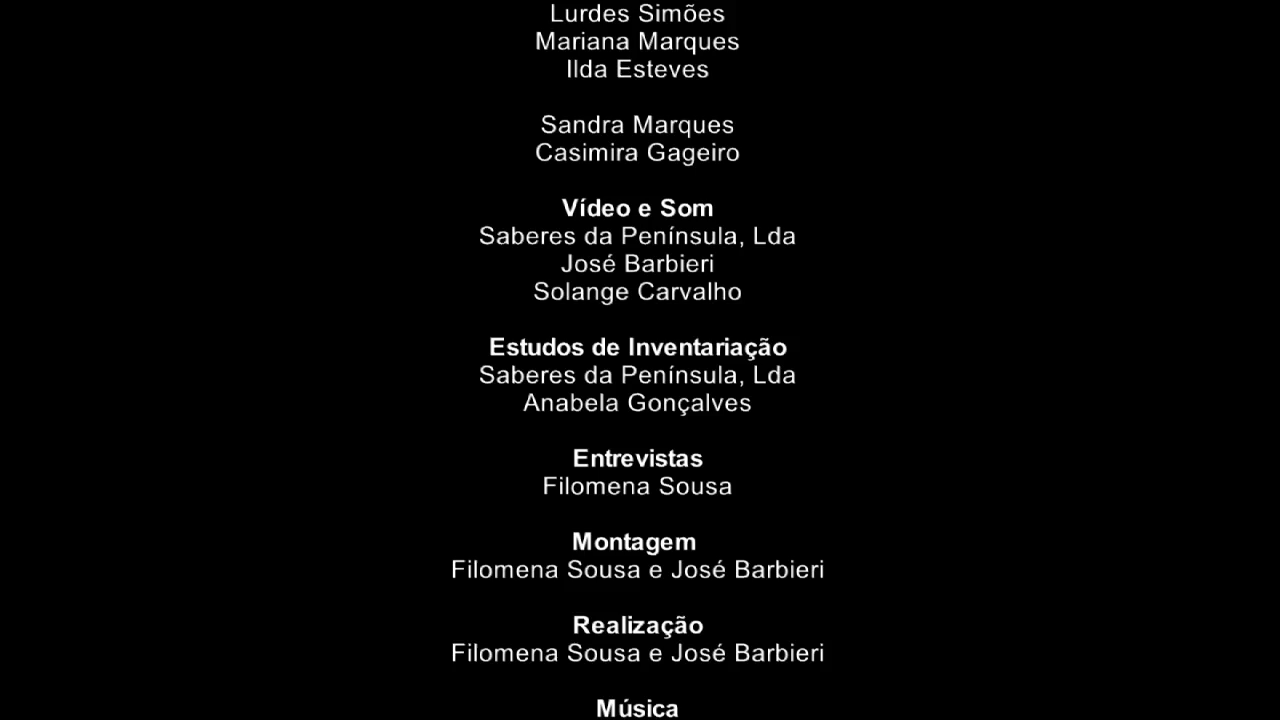 Lurdes Simões
Mariana Marques
Ilda Esteves
Sandra Marques
Casimira Gageiro
Vídeo e Som
Saberes da Península, Lda
José Barbieri
Solange Carvalho
Estudos de Inventariação
Saberes da Península, Lda
Anabela Gonçalves
Entrevistas
Filomena Sousa
Montagem
Filomena Sousa e José Barbieri
Realização
Filomena Sousa e José Barbieri
Música